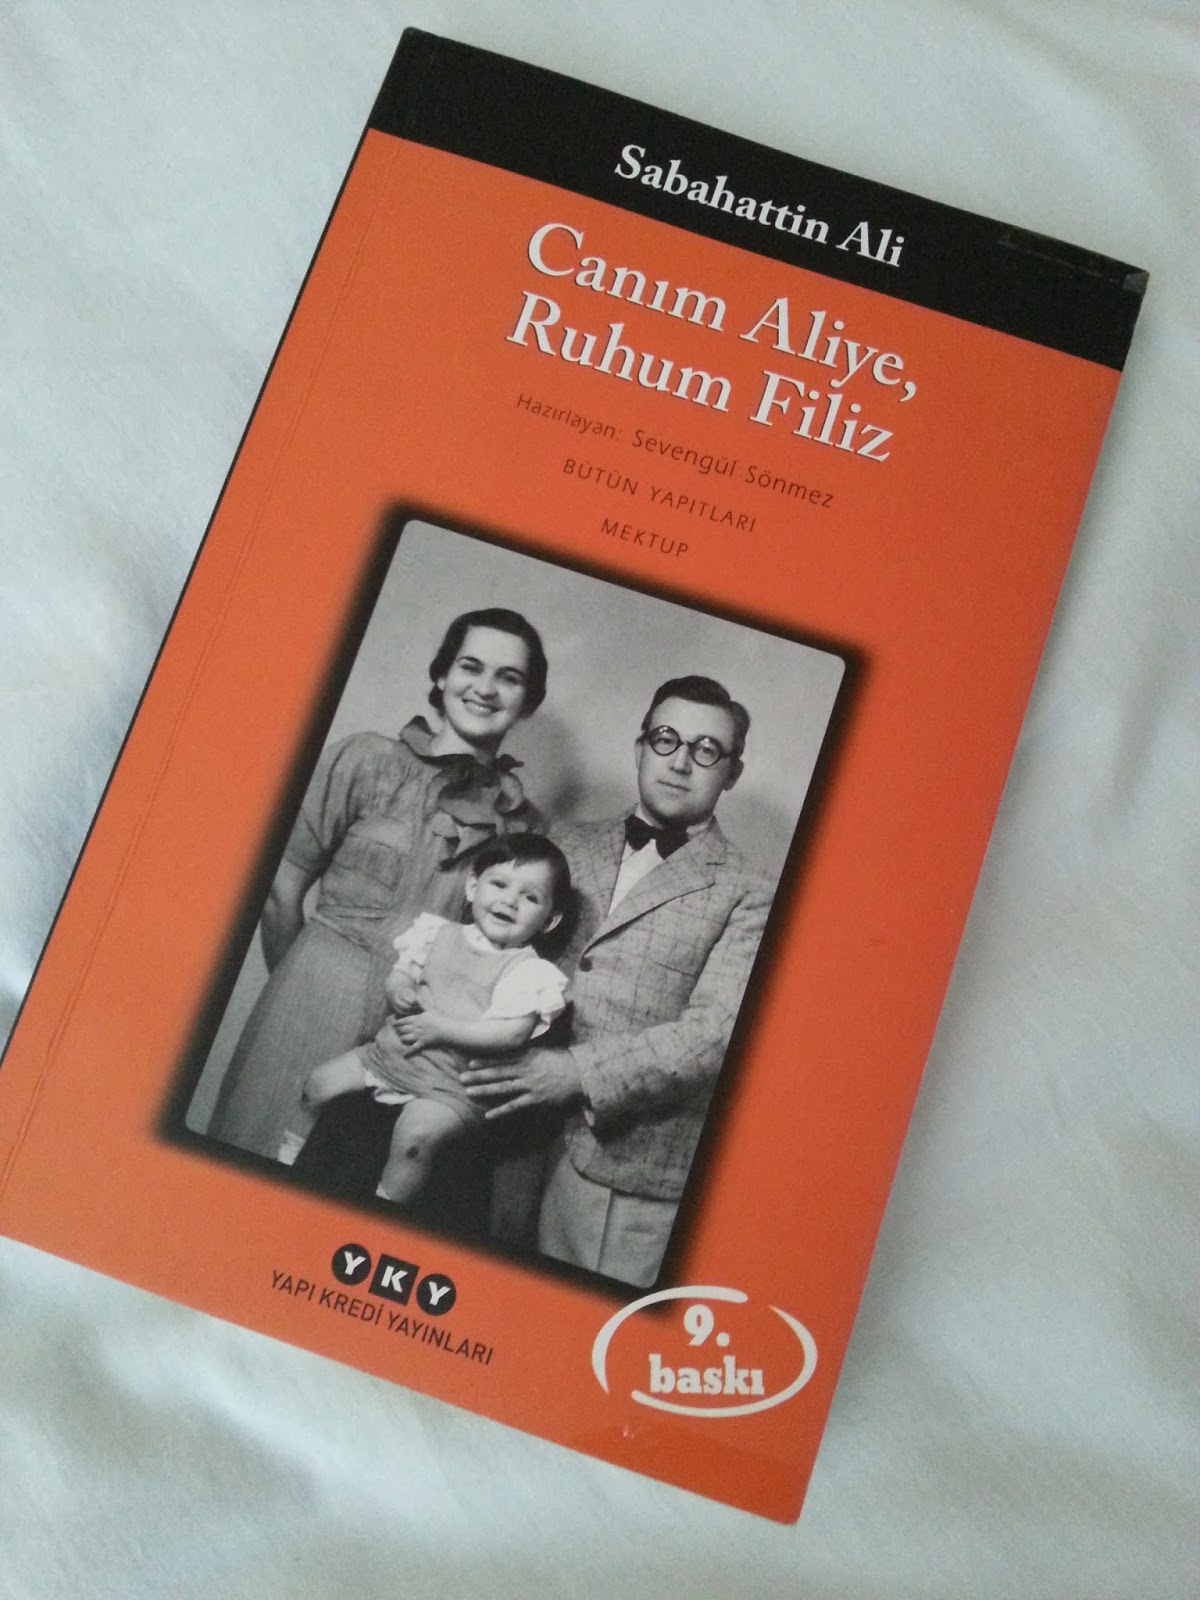 Sabahattin Ali
Canım Aliye,
Ruhum Filiz
Hazırlayan: Sevengül Sönmez
BÜTÜN YAPITLARI
MEKTUP
YKY
YAPI KREDİ YAYINLARI
9.
baskı